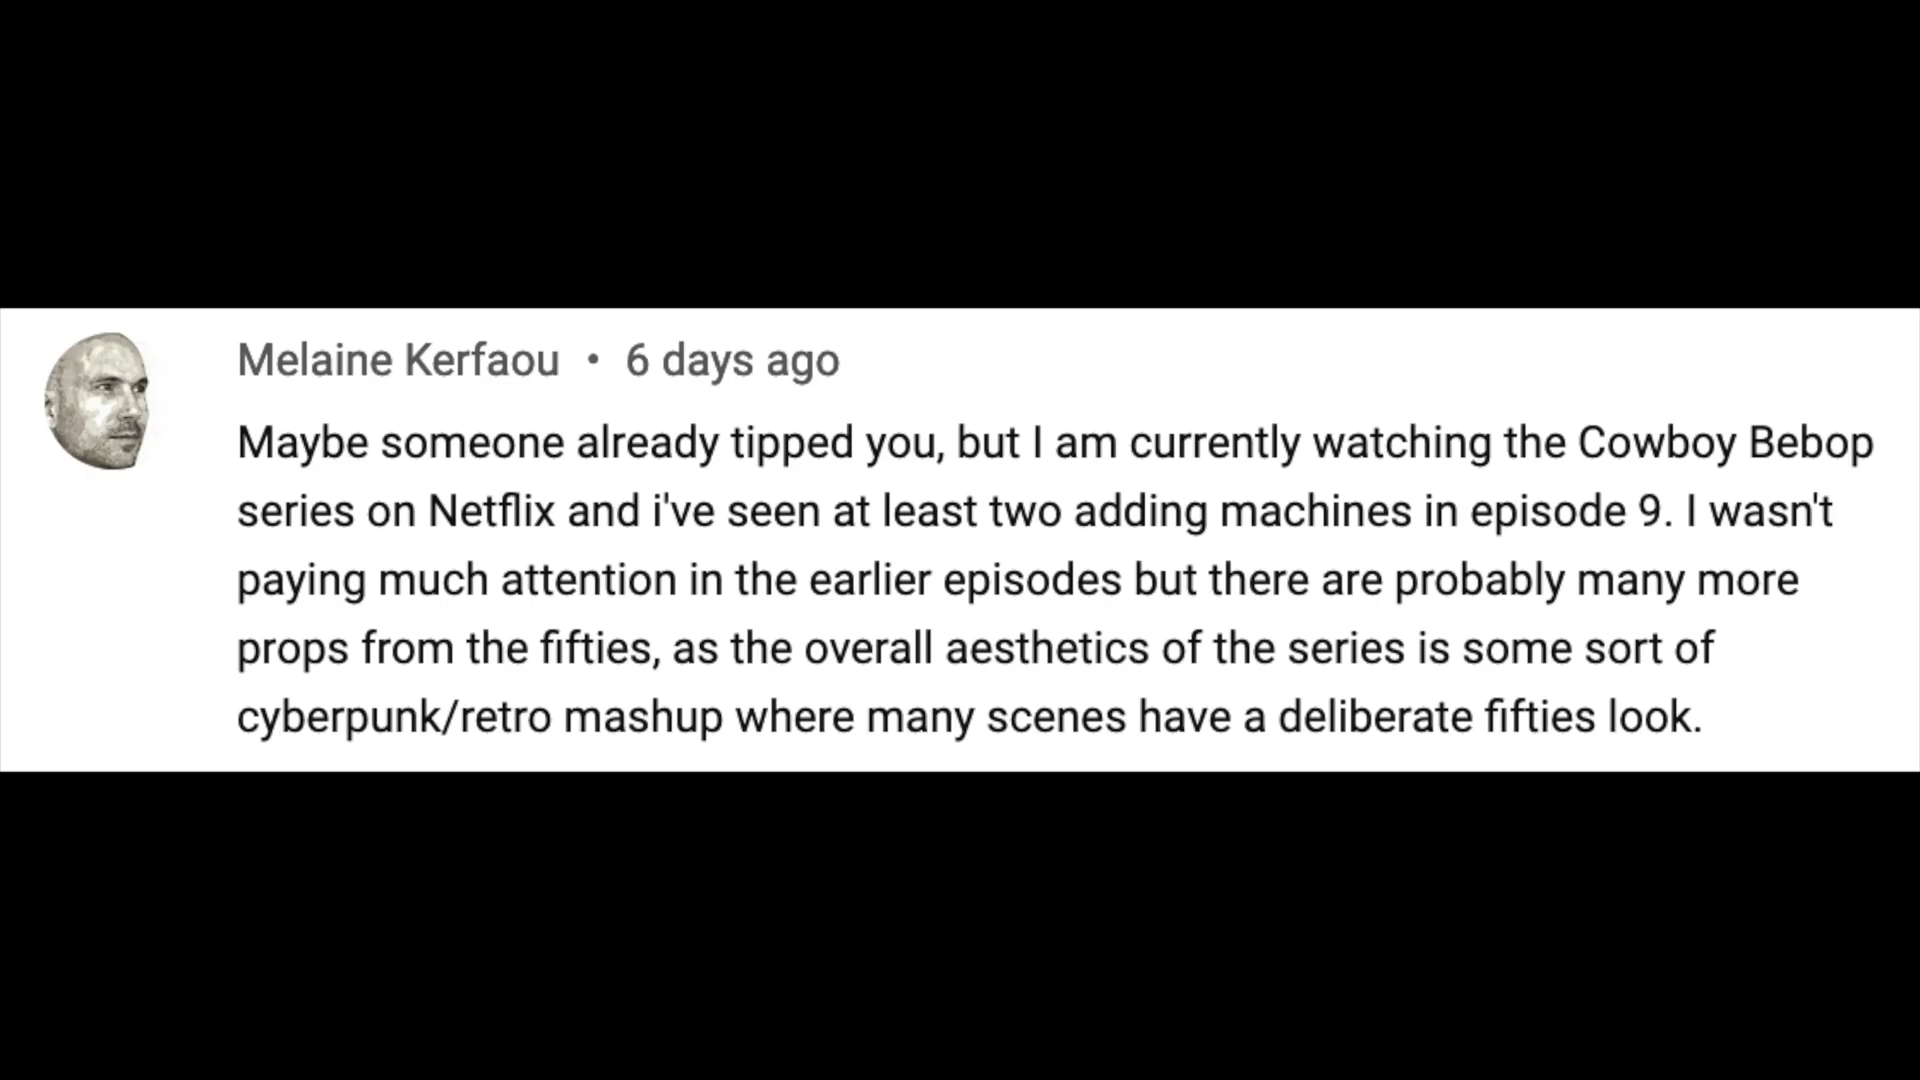 Melaine Kerfaou • 6 days ago
Maybe someone already tipped you, but I am currently watching the Cowboy Bebop
series on Netflix and i've seen at least two adding machines in episode 9. I wasn't
paying much attention in the earlier episodes but there are probably many more
props from the fifties, as the overall aesthetics of the series is some sort of
cyberpunk/retro mashup where many scenes have a deliberate fifties look.